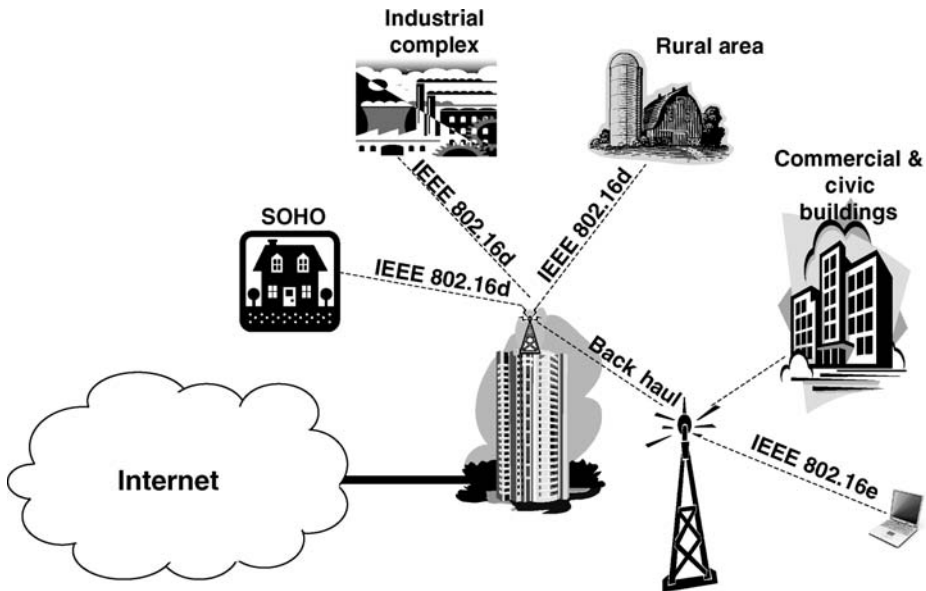 Industrial
complex
Rural area
Commercial &
civic
buildings
SOHO
IEEE 802.16d
IEEE 802.16d
IEEE 802.16d
Back haul
IEEE 802.16e
Internet